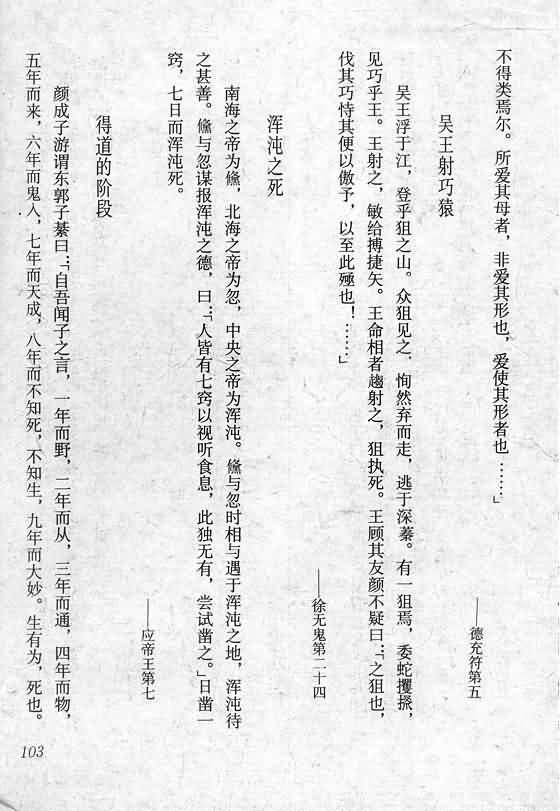 不得类焉尔。所爱其母者，非爱其形也，爱使其形者也……」
——德充符第五
吴王射巧猿
吴王浮于江，登乎狙之山。众狙见之，恂然弃而走，逃于深蓁。有一狙焉，委蛇攫搔，
见巧乎王。王射之，敏给搏捷矢。王命相者趋射之，狙执死。王顾其友颜不疑曰：「之狙也，
伐其巧恃其便以傲予，以至此殛也！……」
——徐无鬼第二十四
浑沌之死
南海之帝为儵，北海之帝为忽，中央之帝为浑沌。儵与忽时相与遇于浑沌之地，浑沌待
之甚善。儵与忽谋报浑沌之德，曰：「人皆有七窍以视听食息，此独无有，尝试凿之。」日凿一
窍，七日而浑沌死。
——应帝王第七
得道的阶段
颜成子游谓东郭子綦曰：「自吾闻子之言，一年而野，二年而从，三年而通，四年而物，
五年而来，六年而鬼入，七年而天成，八年而不知死，不知生，九年而大妙。生有为，死也。
103